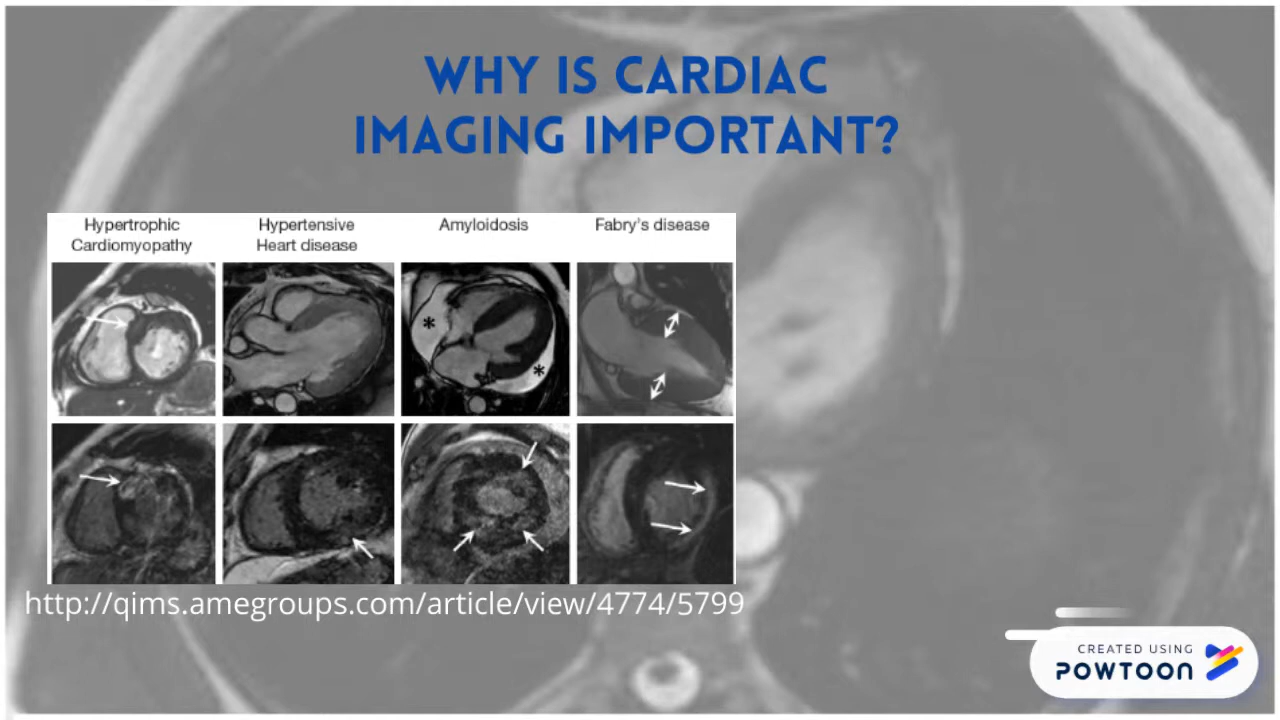 WHY IS CARDIAC
IMAGING IMPORTANT?
Hypertrophic
Cardiomyopathy
Hypertensive
Heart disease
Amyloidosis
Fabry's disease
*
*
http://qims.amegroups.com/article/view/4774/5799
CREATED USING
POWTOON